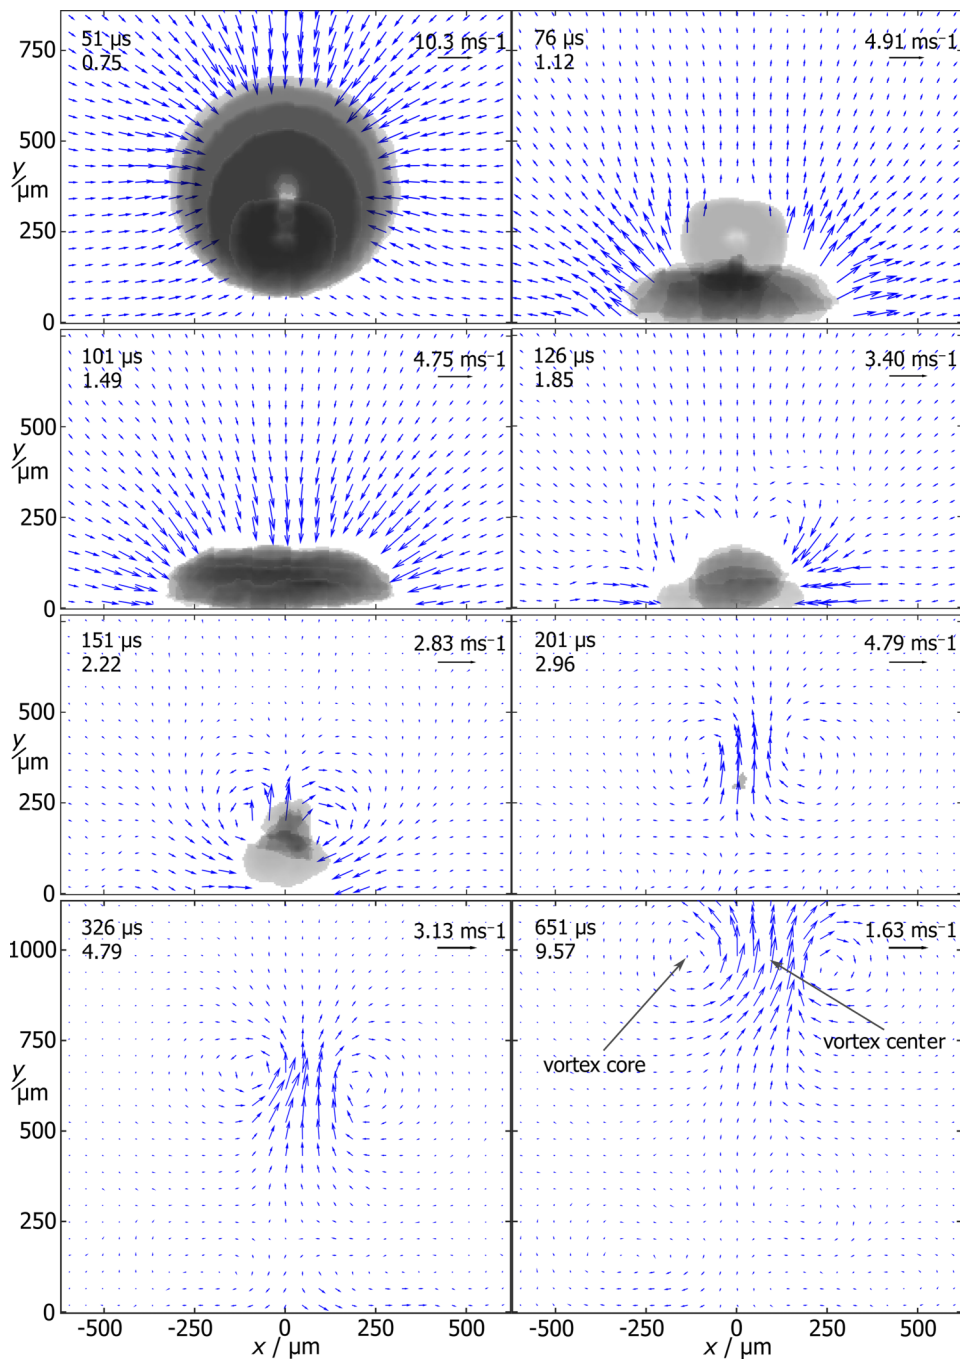 51 µs
0.75
10.3 ms⁻¹
76 µs
1.12
4.91 ms⁻1
750
500
y/µm
250
0
101 µs
1.49
4.75 ms⁻1
126 µs
1.85
3.40 ms⁻1
500
y/µm
250
0
151 µs
2.22
2.83 ms⁻1
201 µs
2.96
4.79 ms⁻1
500
y/µm
250
0
326 µs
4.79
3.13 ms⁻1
651 µs
9.57
1.63 ms⁻1
1000
vortex core
vortex center
750
y/µm
500
250
0
-500 -250 0 250 500
x / µm
-500 -250 0 250 500
x / µm